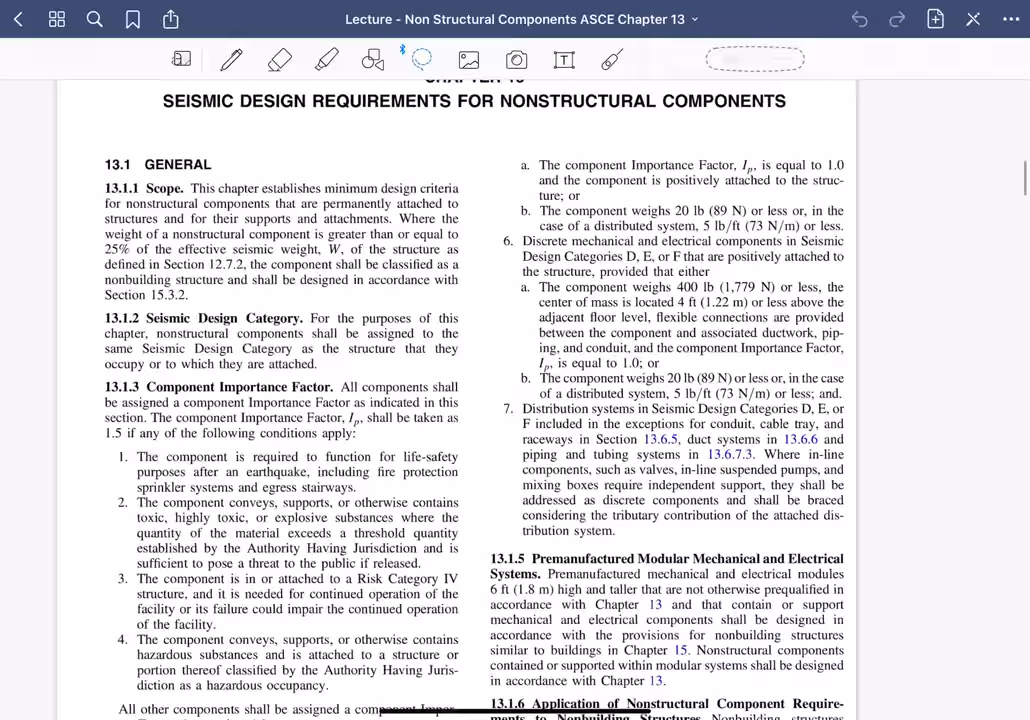 Lecture - Non Structural Components ASCE Chapter 13
SEISMIC DESIGN REQUIREMENTS FOR NONSTRUCTURAL COMPONENTS
13.1 GENERAL
13.1.1 Scope. This chapter establishes minimum design criteria
for nonstructural components that are permanently attached to
structures and for their supports and attachments. Where the
weight of a nonstructural component is greater than or equal to
25% of the effective seismic weight, W, of the structure as
defined in Section 12.7.2, the component shall be classified as a
nonbuilding structure and shall be designed in accordance with
Section 15.3.2.
13.1.2 Seismic Design Category. For the purposes of this
chapter, nonstructural components shall be assigned to the
same Seismic Design Category as the structure that they
occupy or to which they are attached.
13.1.3 Component Importance Factor. All components shall
be assigned a component Importance Factor as indicated in this
section. The component Importance Factor, Ip, shall be taken as
1.5 if any of the following conditions apply:
1. The component is required to function for life-safety
purposes after an earthquake, including fire protection
sprinkler systems and egress stairways.
2. The component conveys, supports, or otherwise contains
toxic, highly toxic, or explosive substances where the
quantity of the material exceeds a threshold quantity
established by the Authority Having Jurisdiction and is
sufficient to pose a threat to the public if released.
3. The component is in or attached to a Risk Category IV
structure, and it is needed for continued operation of the
facility or its failure could impair the continued operation
of the facility.
4. The component conveys, supports, or otherwise contains
hazardous substances and is attached to a structure or
portion thereof classified by the Authority Having Juris-
diction as a hazardous occupancy.
All other components shall be assigned a component Impor-
a. The component Importance Factor, Ip, is equal to 1.0
and the component is positively attached to the struc-
ture; or
b. The component weighs 20 lb (89 N) or less or, in the
case of a distributed system, 5 lb/ft (73 N/m) or less.
6. Discrete mechanical and electrical components in Seismic
Design Categories D, E, or F that are positively attached to
the structure, provided that either
a. The component weighs 400 lb (1,779 N) or less, the
center of mass is located 4 ft (1.22 m) or less above the
adjacent floor level, flexible connections are provided
between the component and associated ductwork, pip-
ing, and conduit, and the component Importance Factor,
Ip, is equal to 1.0; or
b. The component weighs 20 lb (89 N) or less or, in the case
of a distributed system, 5 lb/ft (73 N/m) or less; and.
7. Distribution systems in Seismic Design Categories D, E, or
F included in the exceptions for conduit, cable tray, and
raceways in Section 13.6.5, duct systems in 13.6.6 and
piping and tubing systems in 13.6.7.3. Where in-line
components, such as valves, in-line suspended pumps, and
mixing boxes require independent support, they shall be
addressed as discrete components and shall be braced
considering the tributary contribution of the attached dis-
tribution system.
13.1.5 Premanufactured Modular Mechanical and Electrical
Systems. Premanufactured mechanical and electrical modules
6 ft (1.8 m) high and taller that are not otherwise prequalified in
accordance with Chapter 13 and that contain or support
mechanical and electrical components shall be designed in
accordance with the provisions for nonbuilding structures
similar to buildings in Chapter 15. Nonstructural components
contained or supported within modular systems shall be designed
in accordance with Chapter 13.
13.1.6 Application of Nonstructural Component Require-
ments to Nonbuilding Structures. Nonbuilding structures